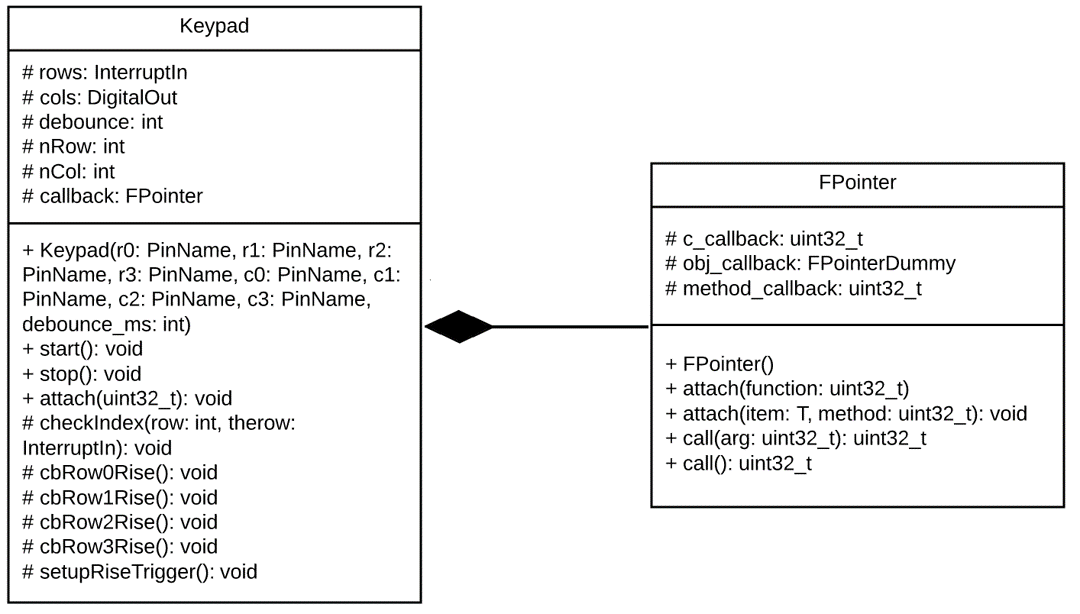 Keypad
# rows: InterruptIn
# cols: DigitalOut
# debounce: int
# nRow: int
# nCol: int
# callback: FPointer
+ Keypad(r0: PinName, r1: PinName, r2:
PinName, r3: PinName, c0: PinName, c1:
PinName, c2: PinName, c3: PinName,
debounce_ms: int)
+ start(): void
+ stop(): void
+ attach(uint32_t): void
# checkIndex(row: int, therow:
InterruptIn): void
# cbRow0Rise(): void
# cbRow1Rise(): void
# cbRow2Rise(): void
# cbRow3Rise(): void
# setupRiseTrigger(): void
FPointer
# c_callback: uint32_t
# obj_callback: FPointerDummy
# method_callback: uint32_t
+ FPointer()
+ attach(function: uint32_t)
+ attach(item: T, method: uint32_t): void
+ call(arg: uint32_t): uint32_t
+ call(): uint32_t